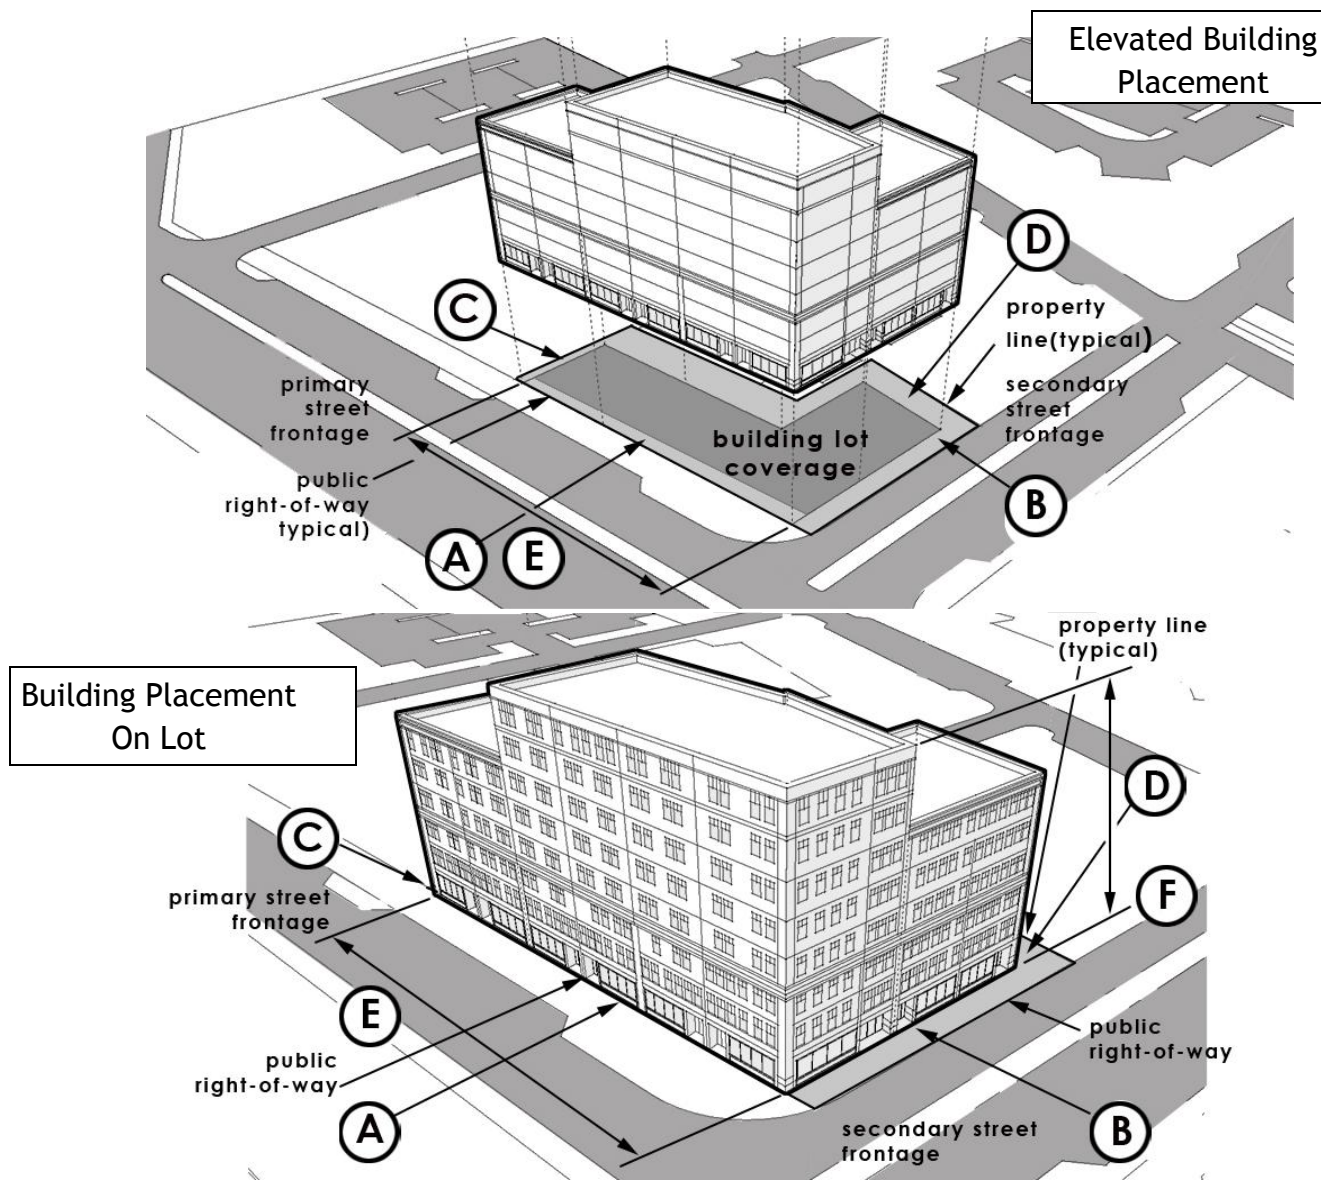 Elevated Building
Placement
D
C
property
line(typical)
primary
street
frontage
secondary
street
frontage
building lot
coverage
public
right-of-way
typical)
B
A
E
property line
(typical)
Building Placement
On Lot
D
C
F
primary street
frontage
E
public
right-of-way
public
right-of-way
A
B
secondary street
frontage